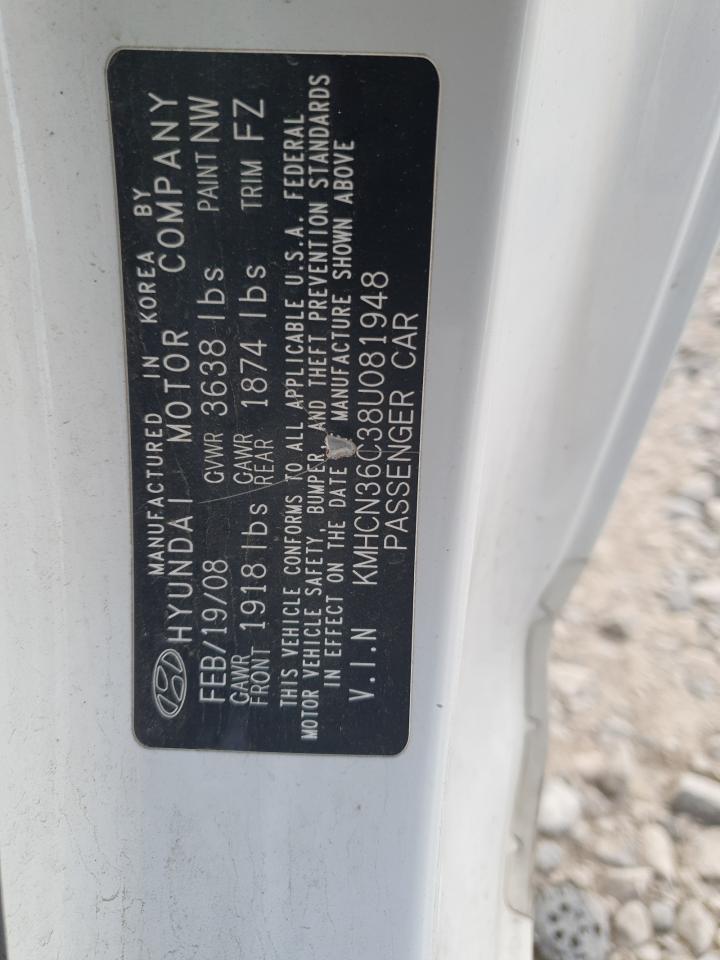 MANUFACTURED IN KOREA BY
HYUNDAI MOTOR COMPANY
FEB/19/08 GVWR 3638 lbs PAINT NW
GAWR FRONT 1918 lbs GAWR REAR 1874 lbs TRIM FZ
THIS VEHICLE CONFORMS TO ALL APPLICABLE U.S.A. FEDERAL
MOTOR VEHICLE SAFETY, BUMPER, AND THEFT PREVENTION STANDARDS
IN EFFECT ON THE DATE MANUFACTURE SHOWN ABOVE
V.I.N KMHCN36C38U081948
PASSENGER CAR